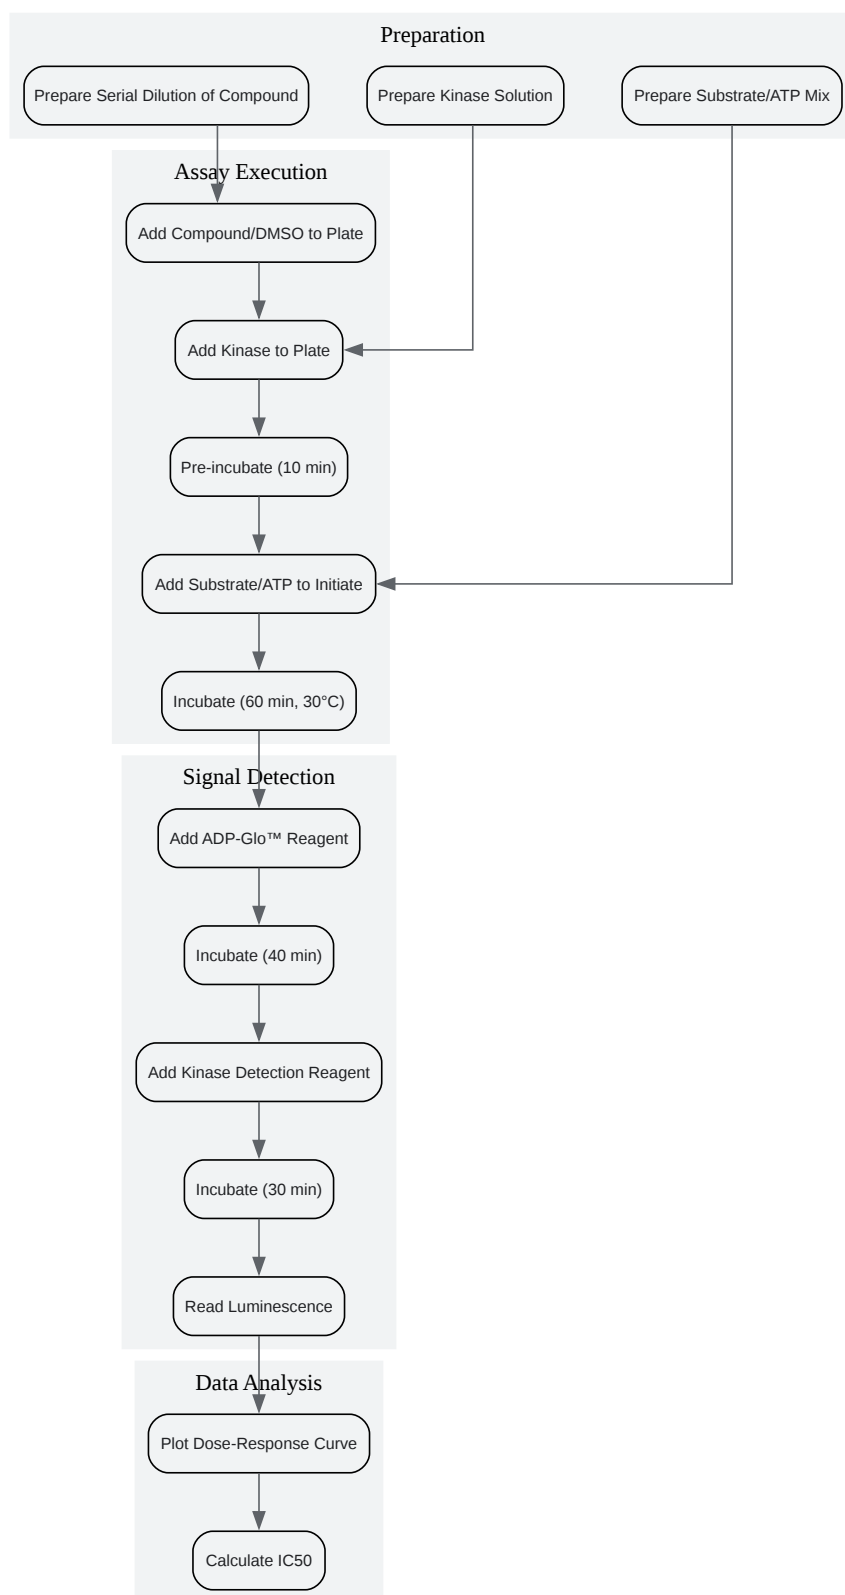 Preparation
Prepare Serial Dilution of Compound
Prepare Kinase Solution
Prepare Substrate/ATP Mix
Assay Execution
Add Compound/DMSO to Plate
Add Kinase to Plate
Pre-incubate (10 min)
Add Substrate/ATP to Initiate
Incubate (60 min, 30°C)
Signal Detection
Add ADP-Glo™ Reagent
Incubate (40 min)
Add Kinase Detection Reagent
Incubate (30 min)
Read Luminescence
Data Analysis
Plot Dose-Response Curve
Calculate IC50